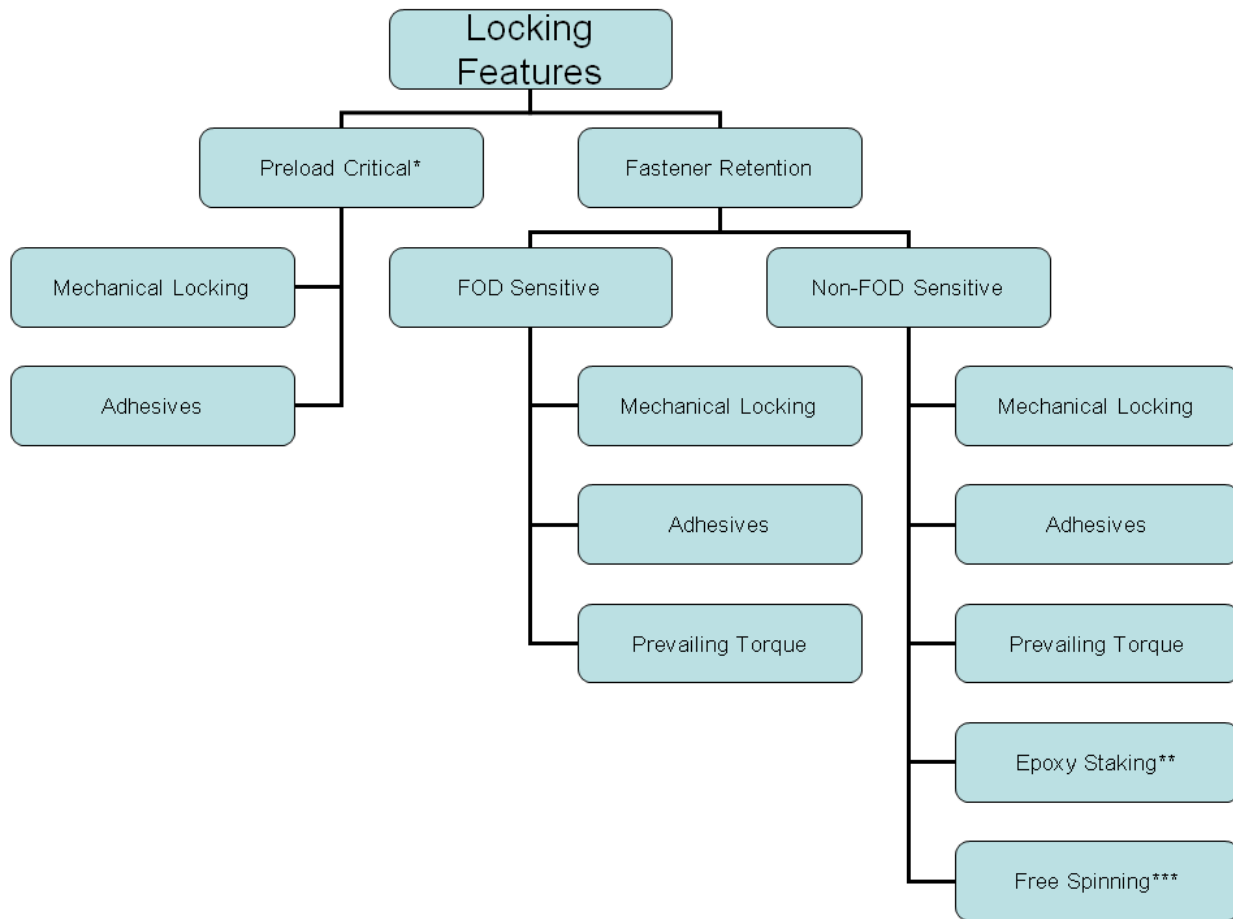 Locking
Features
Preload Critical*
Fastener Retention
Mechanical Locking
FOD Sensitive
Non-FOD Sensitive
Adhesives
Mechanical Locking
Mechanical Locking
Adhesives
Adhesives
Prevailing Torque
Prevailing Torque
Epoxy Staking**
Free Spinning***